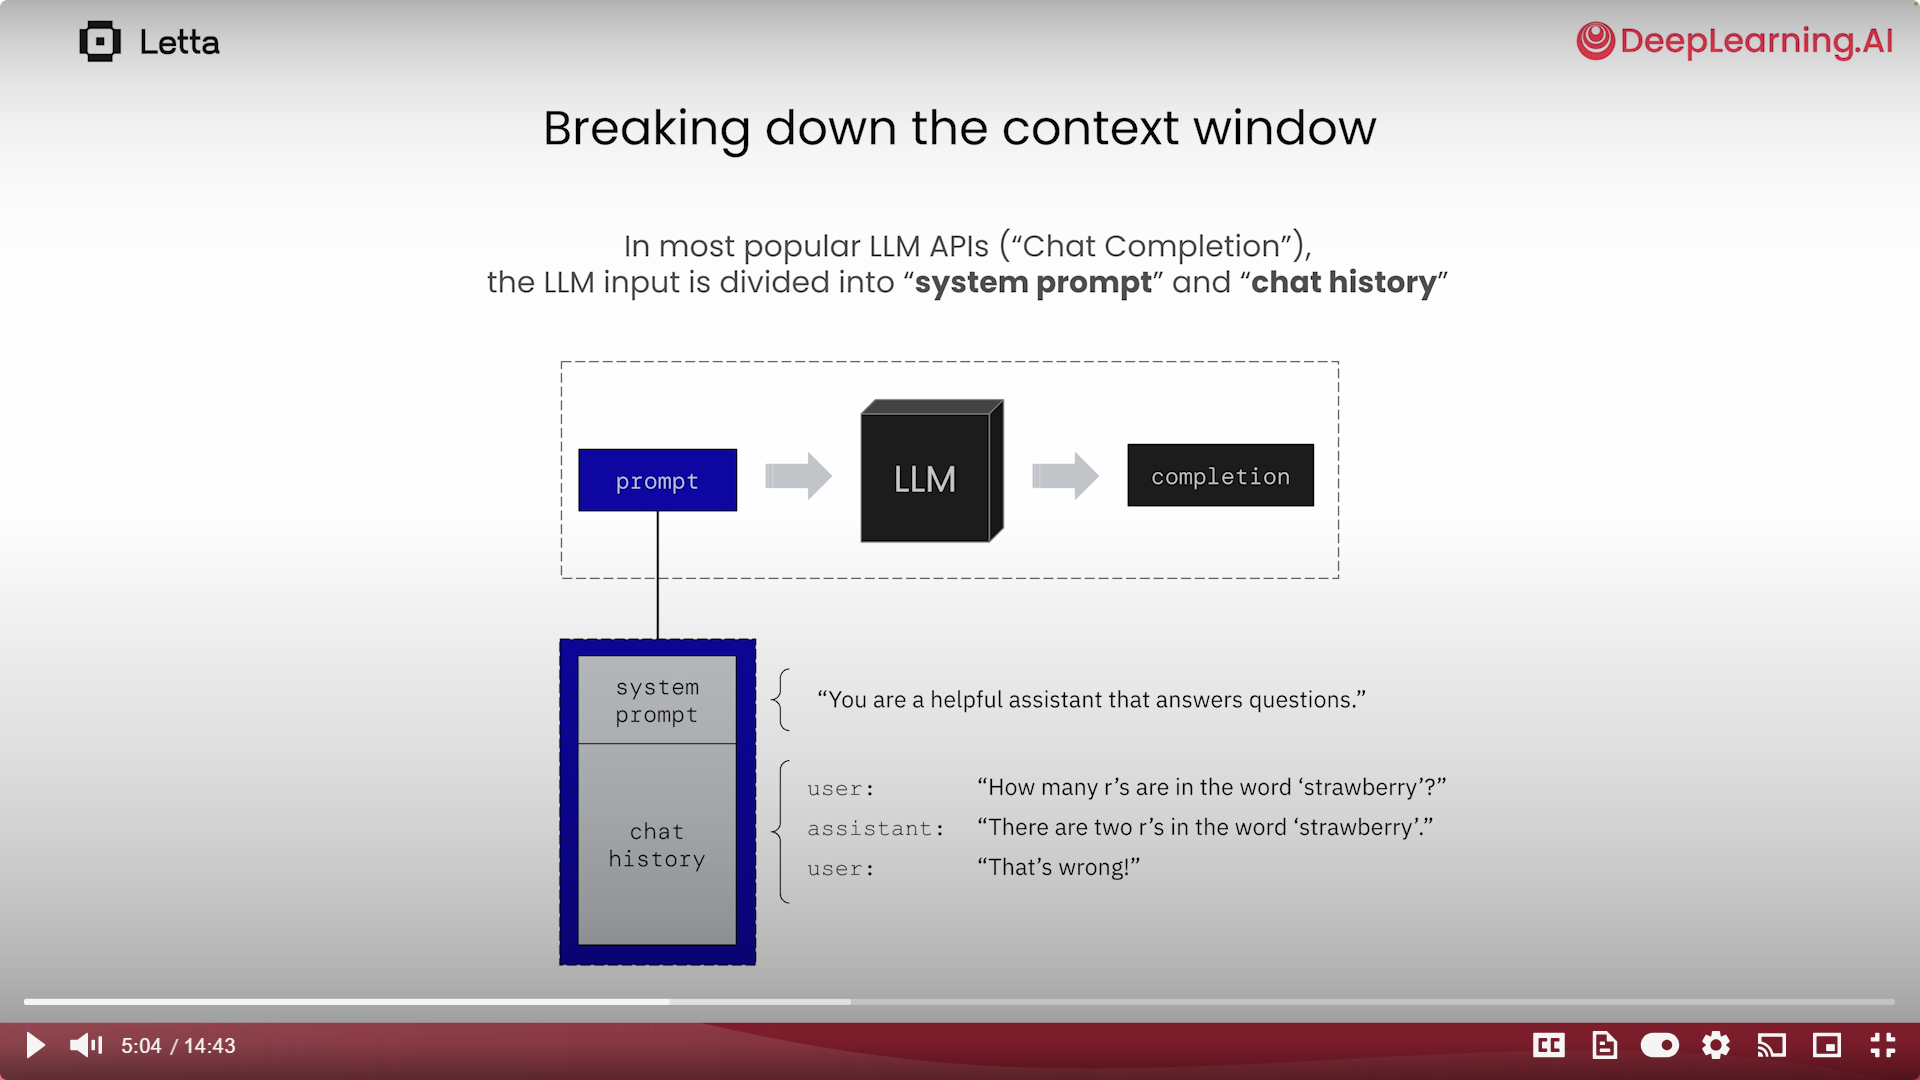 Letta
DeepLearning.AI
Breaking down the context window
In most popular LLM APIs (“Chat Completion”),
the LLM input is divided into “system prompt” and “chat history”
prompt
LLM
completion
system
prompt
“You are a helpful assistant that answers questions.”
chat
history
user: “How many r’s are in the word ‘strawberry’?”
assistant: “There are two r’s in the word ‘strawberry’.”
user: “That’s wrong!”
5:04 / 14:43
CC